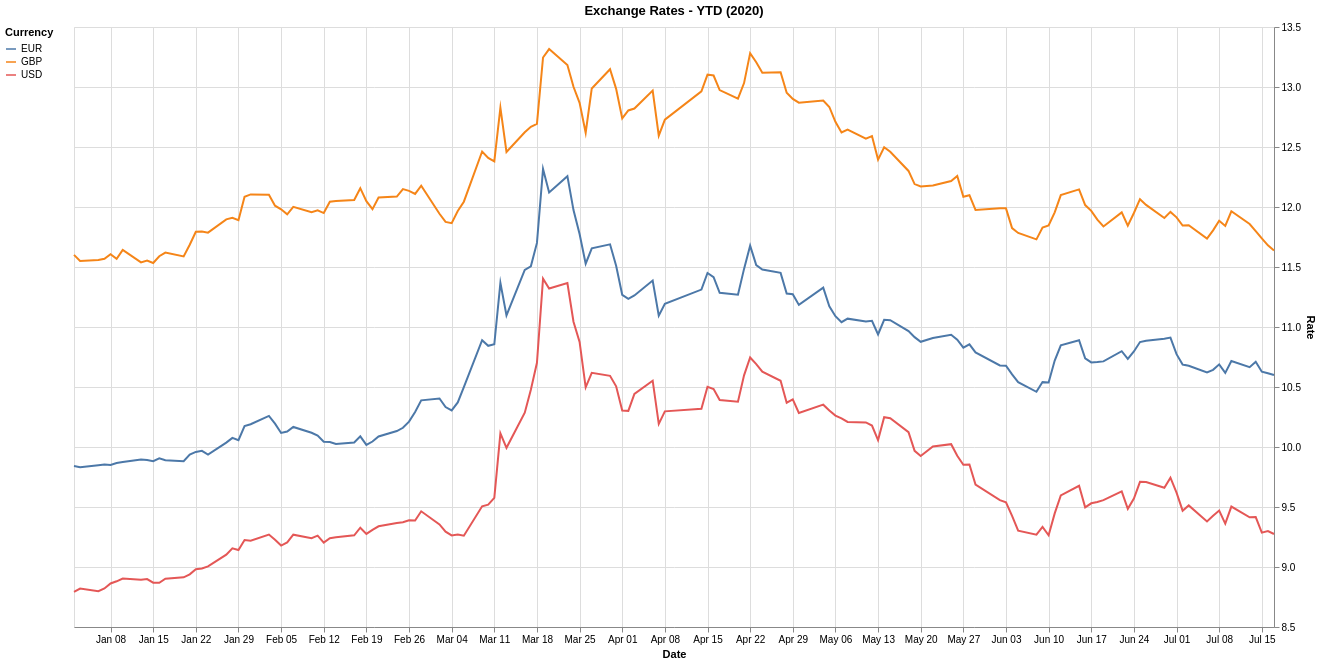 Exchange Rates - YTD (2020)
Currency
EUR
GBP
USD
13.5
13.0
12.5
12.0
11.5
11.0
10.5
10.0
9.5
9.0
8.5
Rate
Jan 08 Jan 15 Jan 22 Jan 29 Feb 05 Feb 12 Feb 19 Feb 26 Mar 04 Mar 11 Mar 18 Mar 25 Apr 01 Apr 08 Apr 15 Apr 22 Apr 29 May 06 May 13 May 20 May 27 Jun 03 Jun 10 Jun 17 Jun 24 Jul 01 Jul 08 Jul 15
Date